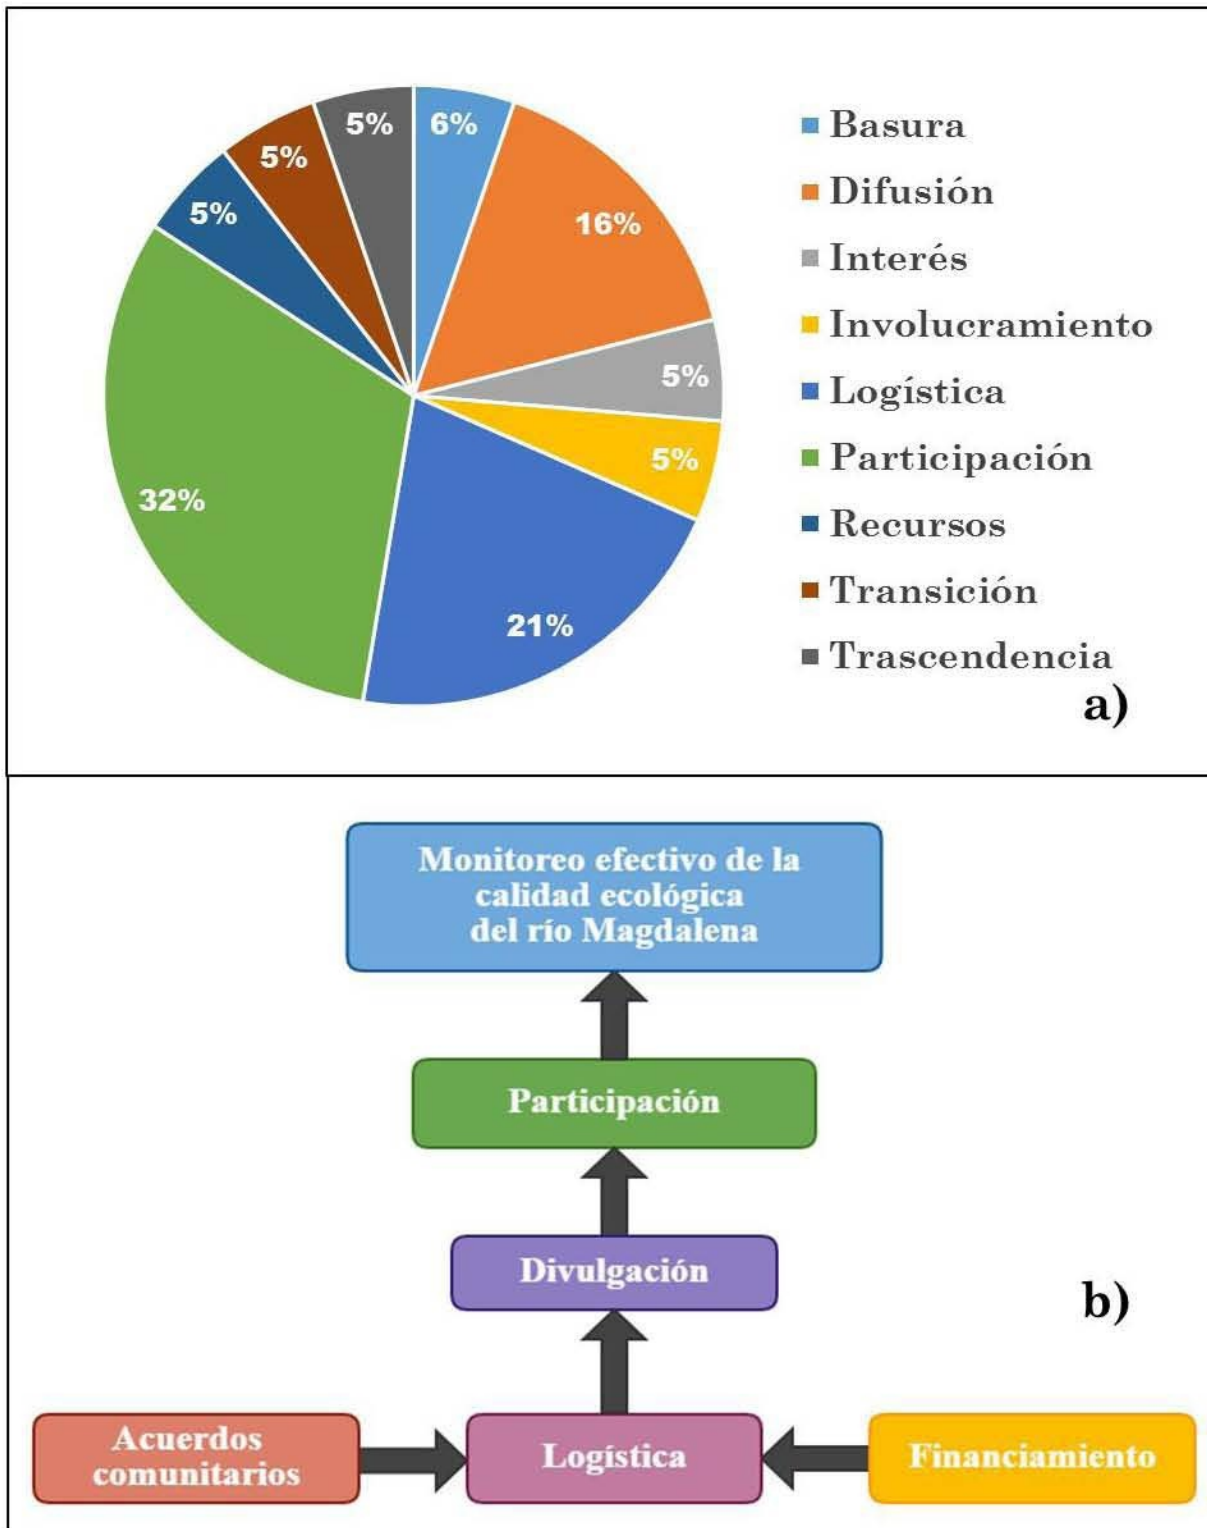 6%
16%
5%
5%
21%
32%
5%
5%
5%
Basura
Difusión
Interés
Involucramiento
Logística
Participación
Recursos
Transición
Trascendencia
a)
Monitoreo efectivo de la
calidad ecológica
del río Magdalena
Participación
Divulgación
b)
Acuerdos
comunitarios
Logística
Financiamiento